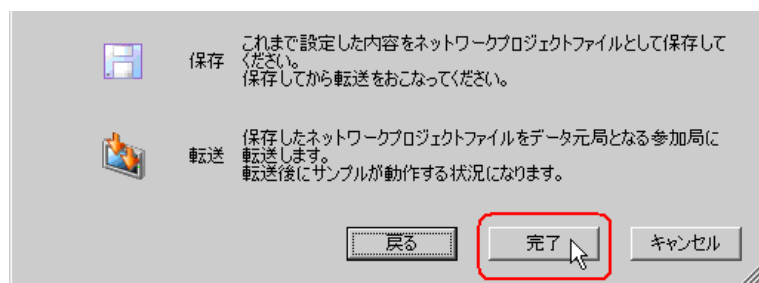 保存
これまで設定した内容をネットワークプロジェクトファイルとして保存して
ください。
保存してから転送をおこなってください。
転送
保存したネットワークプロジェクトファイルをデータ元局となる参加局に
転送します。
転送後にサンプルが動作する状況になります。
戻る
完了
キャンセル